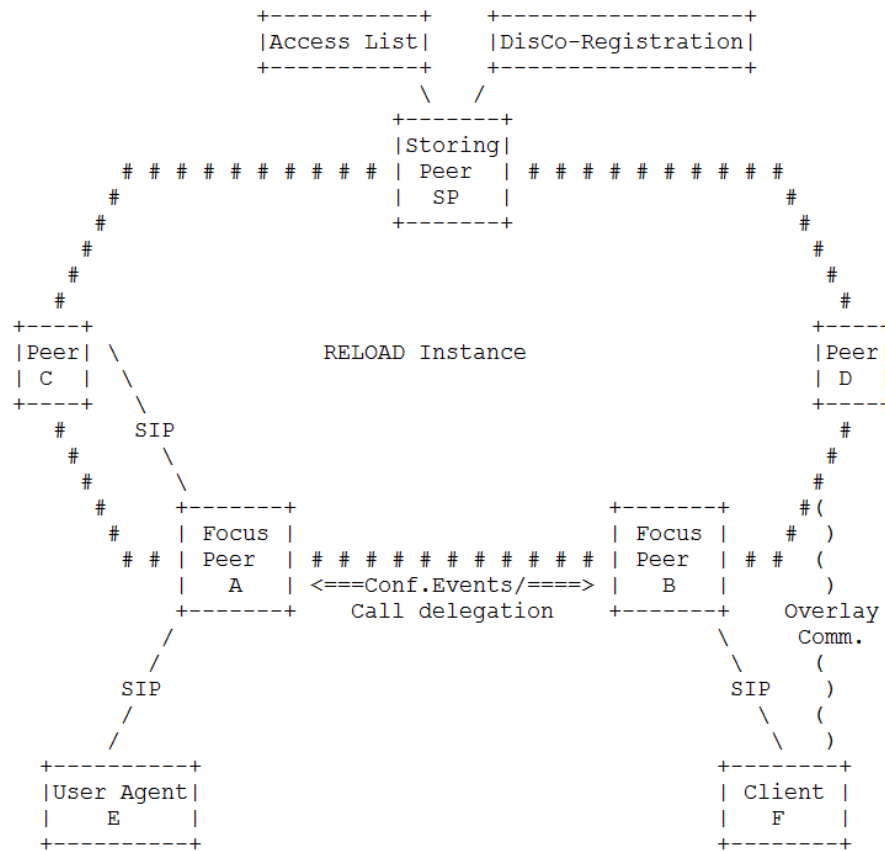 Access List DisCo-Registration
Storing
Peer
SP
Peer RELOAD Instance Peer
C D
SIP
Focus Focus
Peer Peer
A <===Conf.Events/====> B
Call delegation Overlay
Comm.
SIP SIP
User Agent Client
E F